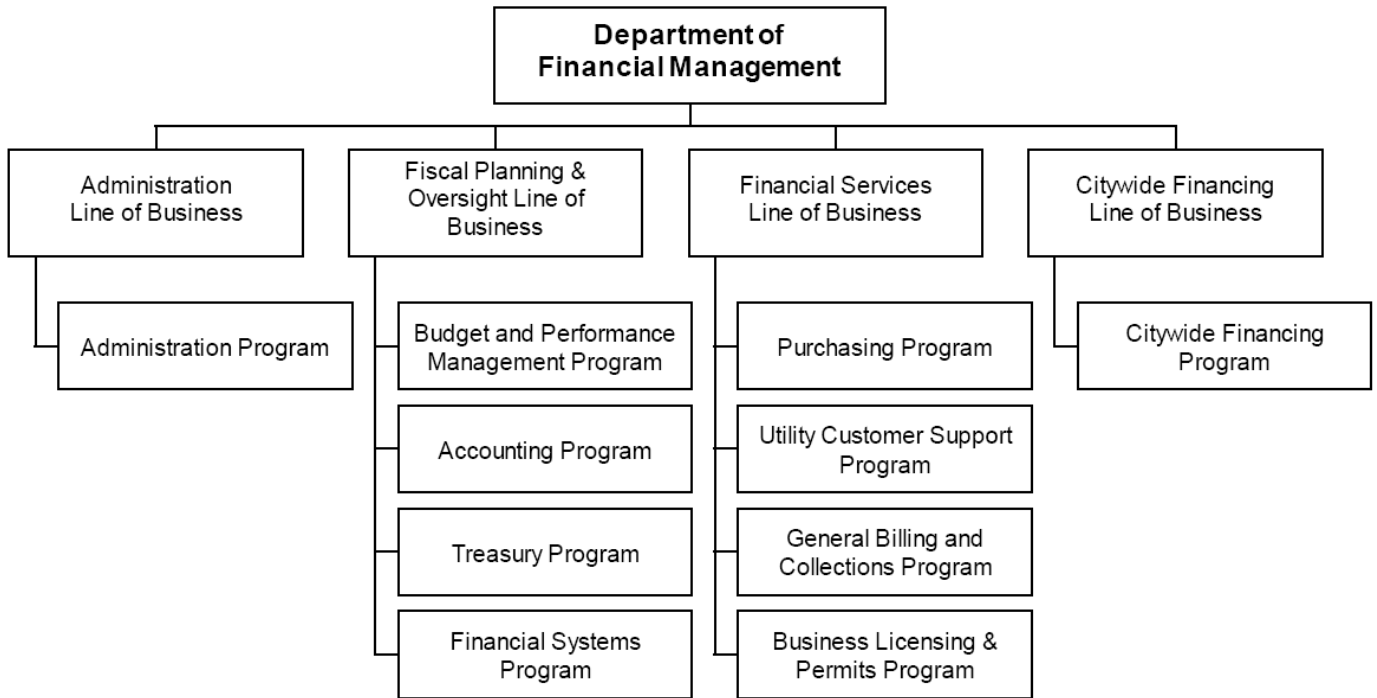 Department of
Financial Management
Administration
Line of Business
Fiscal Planning &
Oversight Line of
Business
Financial Services
Line of Business
Citywide Financing
Line of Business
Administration Program
Budget and Performance
Management Program
Purchasing Program
Citywide Financing
Program
Accounting Program
Utility Customer Support
Program
Treasury Program
General Billing and
Collections Program
Financial Systems
Program
Business Licensing &
Permits Program